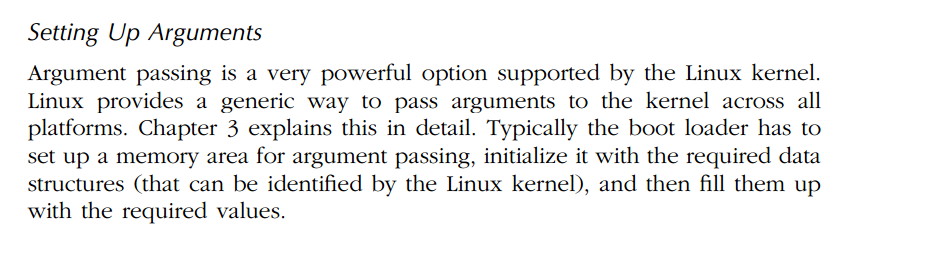 Setting Up Arguments
Argument passing is a very powerful option supported by the Linux kernel.
Linux provides a generic way to pass arguments to the kernel across all
platforms. Chapter 3 explains this in detail. Typically the boot loader has to
set up a memory area for argument passing, initialize it with the required data
structures (that can be identified by the Linux kernel), and then fill them up
with the required values.